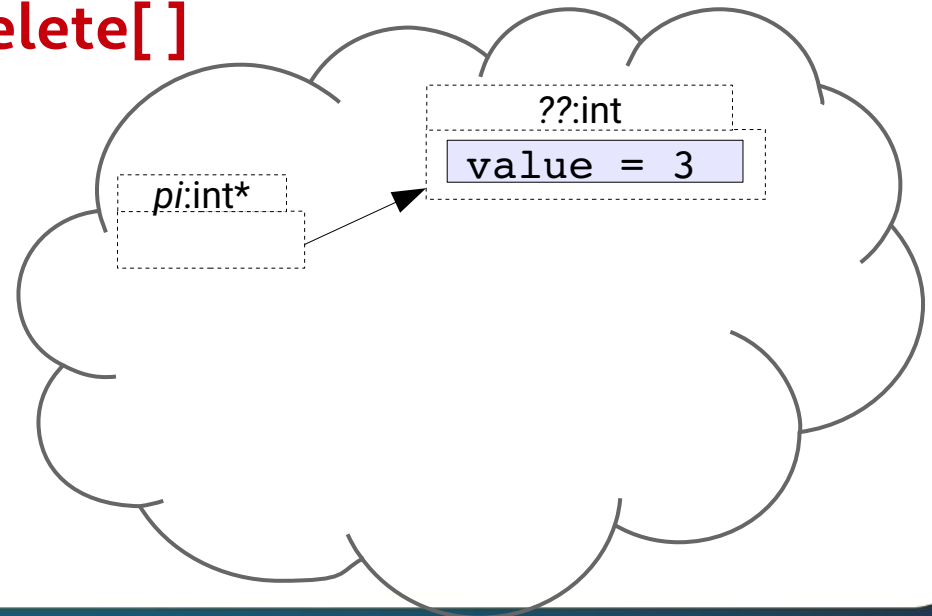 elete[ ]
??:int
value = 3
pi:int*